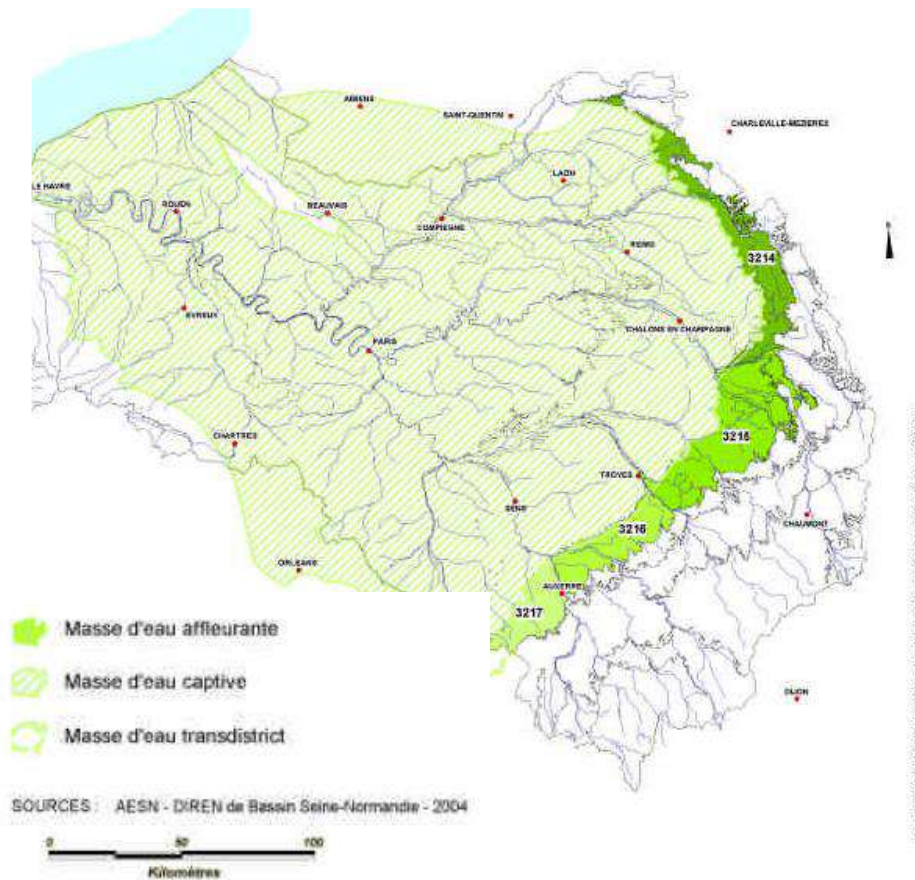 ABBEVILLE
AMIENS
SAINT-QUENTIN
CHARLEVILLE-MEZIERES
LAON
LE HAVRE
ROUEN
BEAUVAIS
COMPIEGNE
REIMS
3214
N
EVREUX
CHALONS EN CHAMPAGNE
PARIS
CHARTRES
3215
TROYES
SENS
CHAUMONT
3216
ORLEANS
AUXERRE
3217
Masse d'eau affleurante
Masse d'eau captive
DIJON
Masse d'eau transdistrict
SOURCES : AESN - DIREN de Bassin Seine-Normandie - 2004
0 50 100
Kilomètres